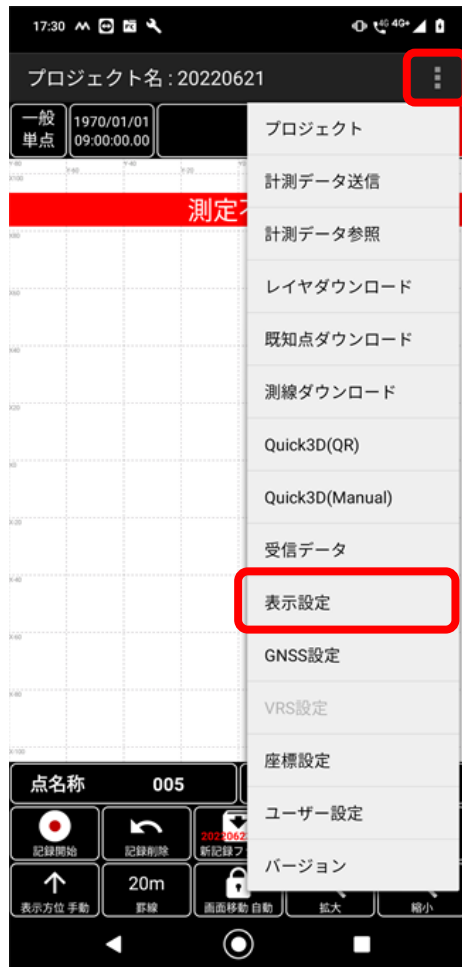 17:30
4G 4G+
プロジェクト名 : 20220621
一般
単点
1970/01/01
09:00:00.00
プロジェクト
計測データ送信
計測データ参照
レイヤダウンロード
既知点ダウンロード
測線ダウンロード
Quick3D(QR)
Quick3D(Manual)
受信データ
表示設定
GNSS設定
VRS設定
座標設定
ユーザー設定
バージョン
測定
点名称 005
記録開始
記録削除
2022062
新記録フ
表示方位 手動
20m
罫線
画面移動 自動
拡大
縮小